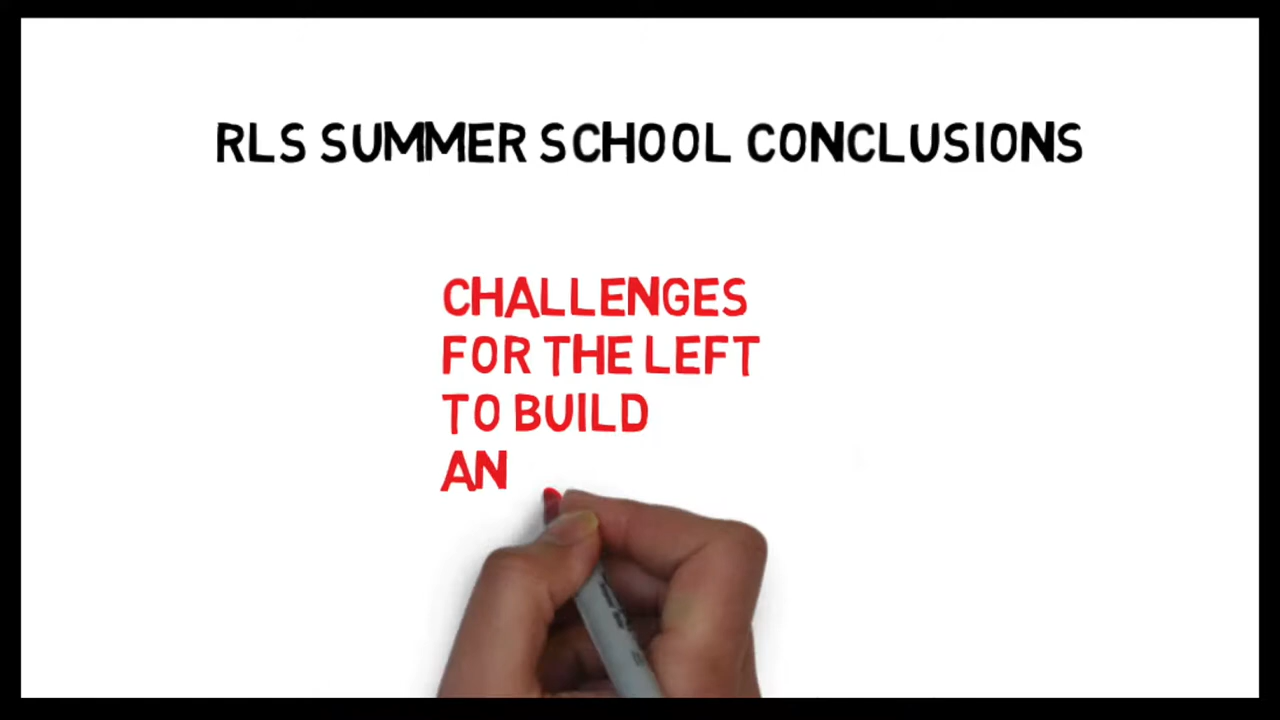 RLS SUMMER SCHOOL CONCLUSIONS
CHALLENGES
FOR THE LEFT
TO BUILD
AN